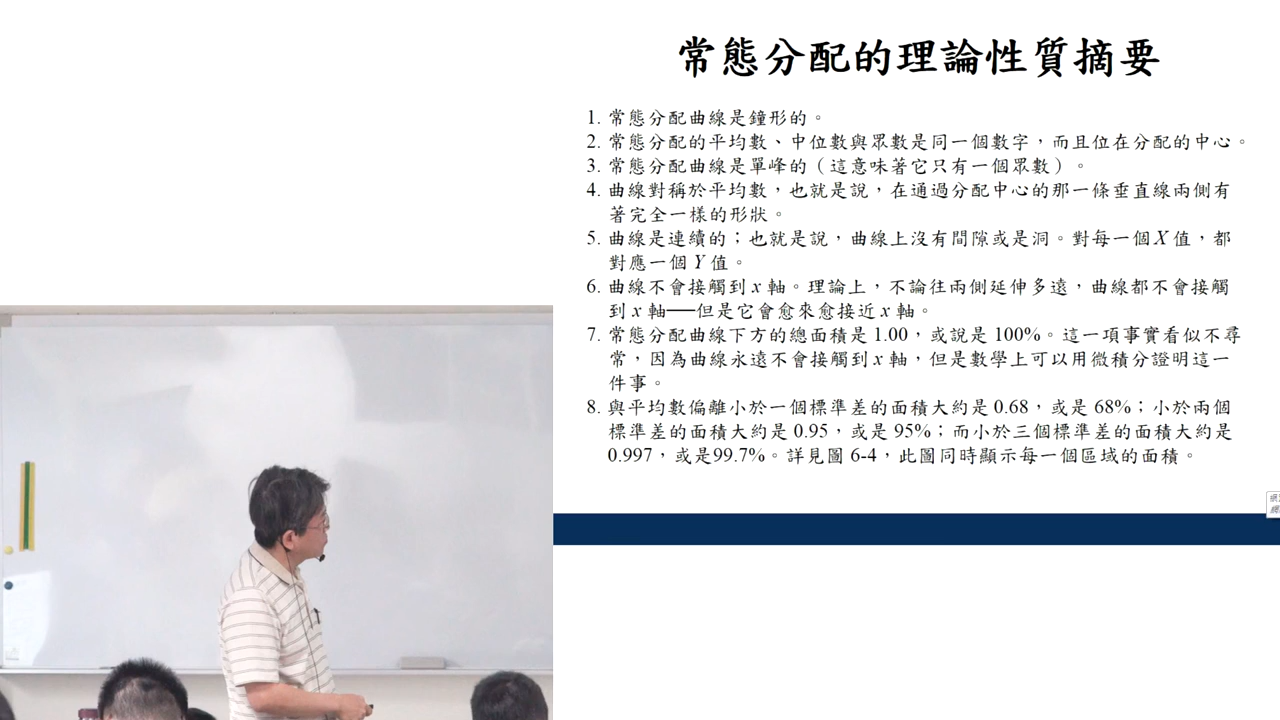 常態分配的理論性質摘要
1. 常態分配曲線是鐘形的。
2. 常態分配的平均數、中位數與眾數是同一個數字，而且位在分配的中心。
3. 常態分配曲線是單峰的（這意味著它只有一個眾數）。
4. 曲線對稱於平均數，也就是說，在通過分配中心的那一條垂直線兩側有
著完全一樣的形狀。
5. 曲線是連續的；也就是說，曲線上沒有間隙或是洞。對每一個X 值，都
對應一個 Y 值。
6. 曲線不會接觸到 x 軸。理論上，不論往兩側延伸多遠，曲線都不會接觸
到 x 軸──但是它會愈來愈接近 x 軸。
7. 常態分配曲線下方的總面積是 1.00，或說是 100%。這一項事實看似不尋
常，因為曲線永遠不會接觸到 x 軸，但是數學上可以用微積分證明這一
件事。
8. 與平均數偏離小於一個標準差的面積大約是 0.68，或是 68%；小於兩個
標準差的面積大約是 0.95，或是 95%；而小於三個標準差的面積大約是
0.997，或是99.7%。詳見圖 6-4，此圖同時顯示每一個區域的面積。